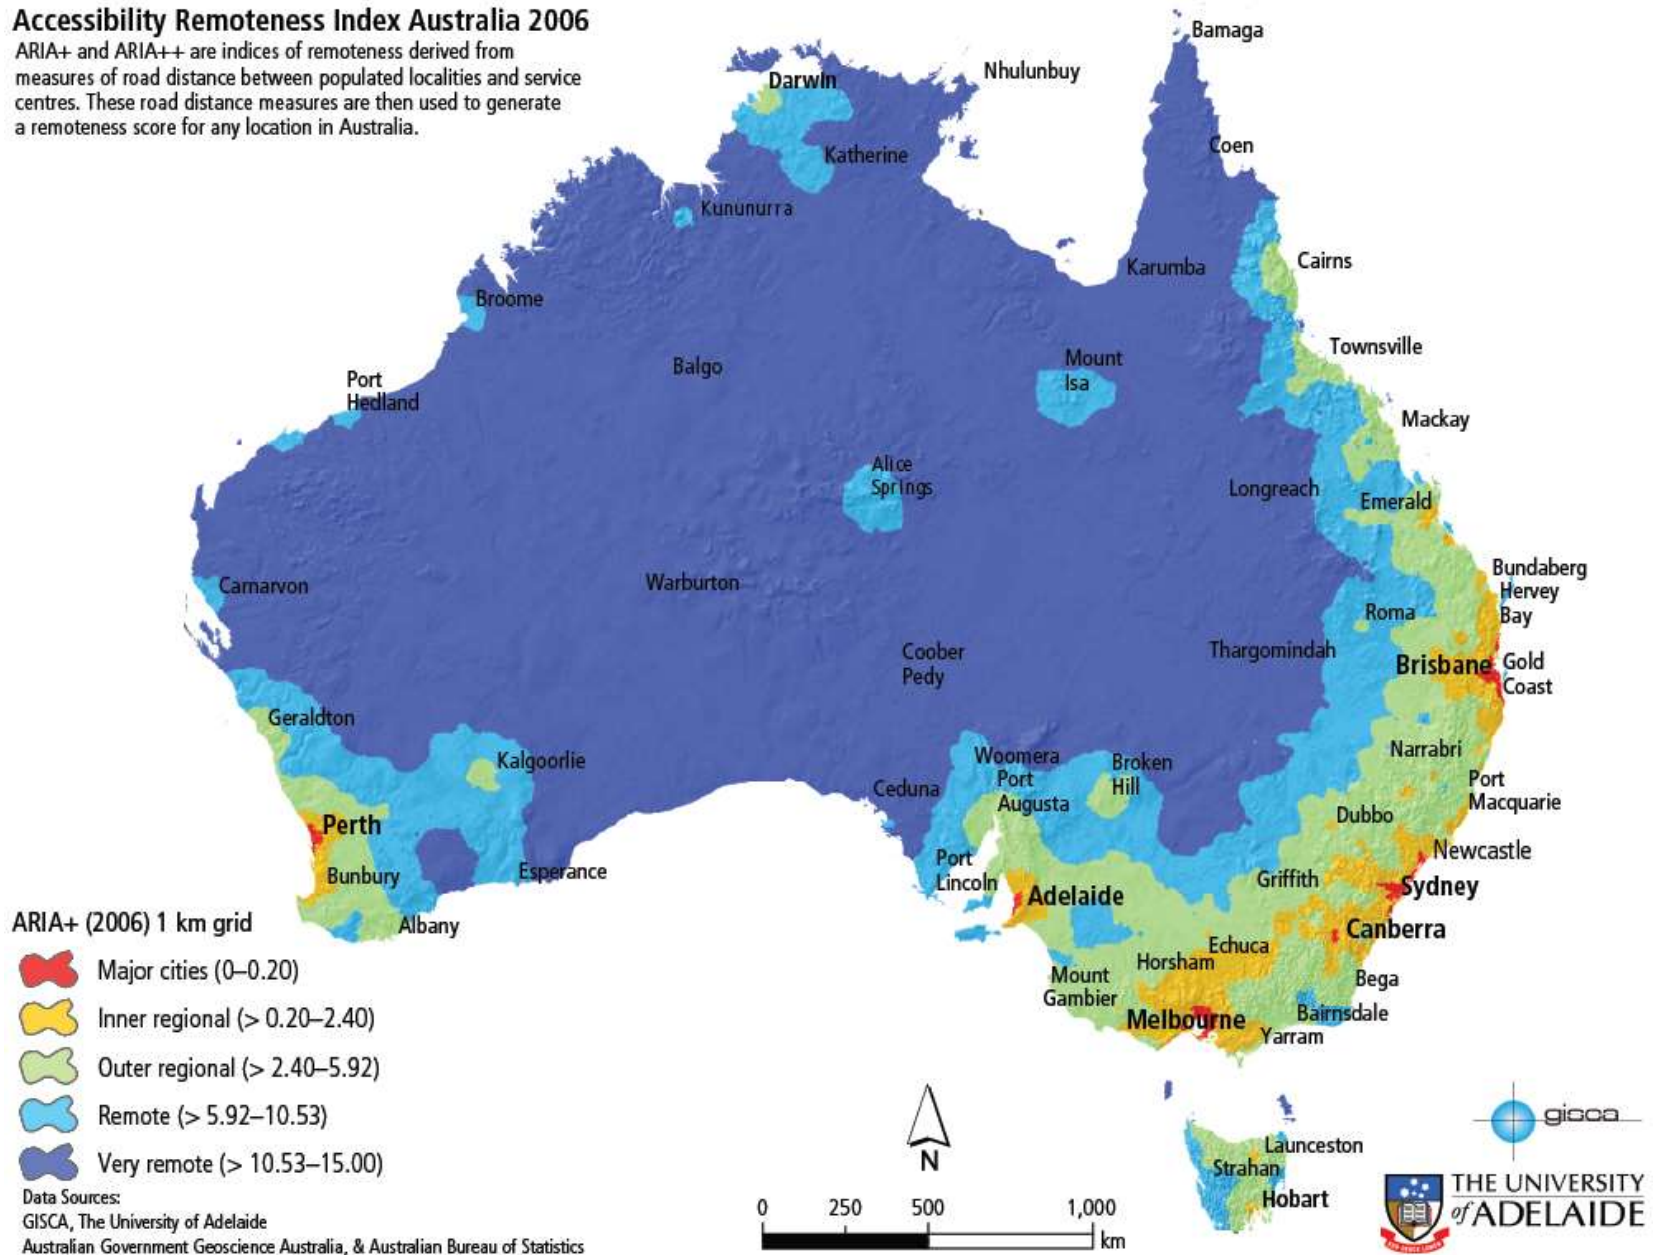 Accessibility Remoteness Index Australia 2006
ARIA+ and ARIA++ are indices of remoteness derived from
measures of road distance between populated localities and service
centres. These road distance measures are then used to generate
a remoteness score for any location in Australia.
Bamaga
Nhulunbuy
Darwin
Coen
Katherine
Kununurra
Cairns
Karumba
Broome
Townsville
Mount
Isa
Balgo
Port
Hedland
Mackay
Alice
Springs
Longreach
Emerald
Bundaberg
Hervey
Bay
Carnarvon
Warburton
Roma
Coober
Pedy
Thargomindah
Brisbane
Gold
Coast
Geraldton
Narrabri
Kalgoorlie
Woomera
Port
Augusta
Broken
Hill
Ceduna
Port
Macquarie
Dubbo
Perth
Newcastle
Port
Lincoln
Esperance
Bunbury
Griffith
Sydney
Adelaide
Albany
Canberra
Echuca
Horsham
Mount
Gambier
Bega
Bairnsdale
Melbourne
Yarram
Launceston
Strahan
Hobart
ARIA+ (2006) 1 km grid
Major cities (0–0.20)
Inner regional (> 0.20–2.40)
Outer regional (> 2.40–5.92)
Remote (> 5.92–10.53)
Very remote (> 10.53–15.00)
Data Sources:
GISCA, The University of Adelaide
Australian Government Geoscience Australia, & Australian Bureau of Statistics
N
0 250 500 1,000
km
gisca
THE UNIVERSITY
of ADELAIDE